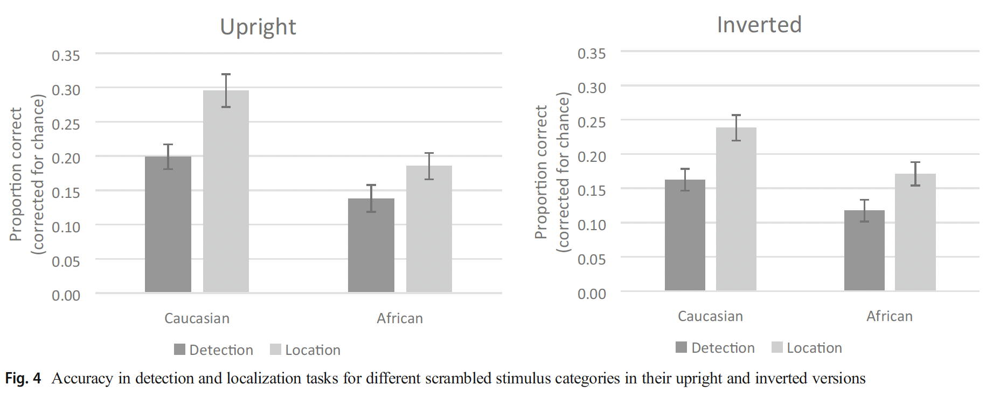 Upright
0.35
0.30
0.25
0.20
0.15
0.10
0.05
0.00
Proportion correct
(corrected for chance)
Caucasian
African
Detection
Location
Inverted
0.35
0.30
0.25
0.20
0.15
0.10
0.05
0.00
Proportion correct
(corrected for chance)
Caucasian
African
Detection
Location
Fig. 4 Accuracy in detection and localization tasks for different scrambled stimulus categories in their upright and inverted versions